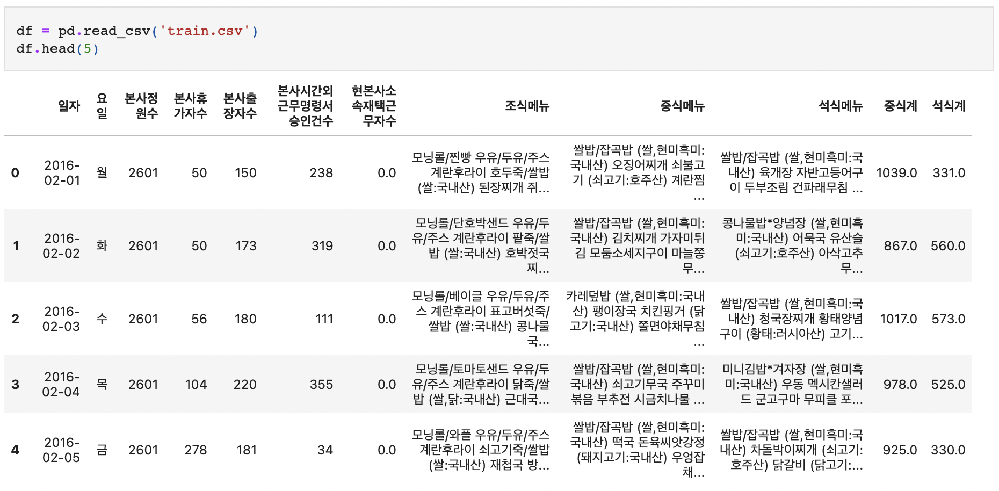 df = pd.read_csv('train.csv')
df.head(5)
일자 요일 본사정원수 본사휴가자수 본사출장자수 본사시간외근무명령서승인건수 현본사소속재택근무자수 조식메뉴 중식메뉴 석식메뉴 중식계 석식계
0 2016-02-01 월 2601 50 150 238 0.0 모닝롤/찐빵 우유/두유/주스 계란후라이 호두죽/쌀밥 (쌀:국내산) 된장찌개 쥐... 쌀밥/잡곡밥 (쌀,현미흑미:국내산) 오징어찌개 쇠불고기 (쇠고기:호주산) 계란찜 ... 쌀밥/잡곡밥 (쌀,현미흑미:국내산) 육개장 자반고등어구이 두부조림 건파래무침 ... 1039.0 331.0
1 2016-02-02 화 2601 50 173 319 0.0 모닝롤/단호박샌드 우유/두유/주스 계란후라이 팥죽/쌀밥 (쌀:국내산) 호박젓국찌... 쌀밥/잡곡밥 (쌀,현미흑미:국내산) 김치찌개 가자미튀김 모둠소세지구이 마늘쫑무... 콩나물밥*양념장 (쌀,현미흑미:국내산) 어묵국 유산슬 (쇠고기:호주산) 아삭고추무... 867.0 560.0
2 2016-02-03 수 2601 56 180 111 0.0 모닝롤/베이글 우유/두유/주스 계란후라이 표고버섯죽/쌀밥 (쌀:국내산) 콩나물국... 카레덮밥 (쌀,현미흑미:국내산) 팽이장국 치킨핑거 (닭고기:국내산) 쫄면야채무침 ... 쌀밥/잡곡밥 (쌀,현미흑미:국내산) 청국장찌개 황태양념구이 (황태:러시아산) 고기... 1017.0 573.0
3 2016-02-04 목 2601 104 220 355 0.0 모닝롤/토마토샌드 우유/두유/주스 계란후라이 닭죽/쌀밥 (쌀,닭:국내산) 근대국... 쌀밥/잡곡밥 (쌀,현미흑미:국내산) 쇠고기무국 주꾸미볶음 부추전 시금치나물 ... 미니김밥*겨자장 (쌀,현미흑미:국내산) 우동 멕시칸샐러드 군고구마 무피클 포... 978.0 525.0
4 2016-02-05 금 2601 278 181 34 0.0 모닝롤/와플 우유/두유/주스 계란후라이 쇠고기죽/쌀밥 (쌀:국내산) 재첩국 방... 쌀밥/잡곡밥 (쌀,현미흑미:국내산) 떡국 돈육씨앗강정 (돼지고기:국내산) 우엉잡채... 쌀밥/잡곡밥 (쌀,현미흑미:국내산) 차돌박이찌개 (쇠고기:호주산) 닭갈비 (닭고기:... 925.0 330.0